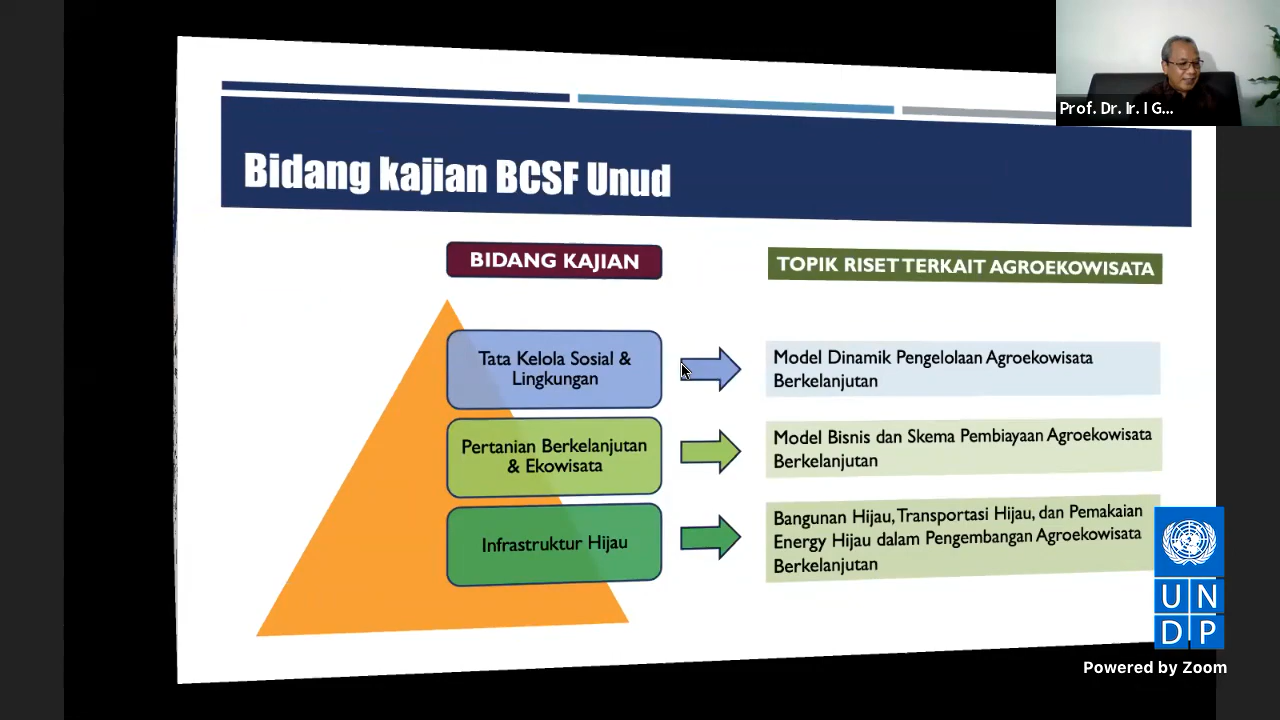 Prof. Dr. Ir. I G...
Bidang kajian BCSF Unud
BIDANG KAJIAN
TOPIK RISET TERKAIT AGROEKOWISATA
Tata Kelola Sosial &
Lingkungan
Model Dinamik Pengelolaan Agroekowisata
Berkelanjutan
Pertanian Berkelanjutan
& Ekowisata
Model Bisnis dan Skema Pembiayaan Agroekowisata
Berkelanjutan
Infrastruktur Hijau
Bangunan Hijau, Transportasi Hijau, dan Pemakaian
Energy Hijau dalam Pengembangan Agroekowisata
Berkelanjutan
U N
D P
Powered by Zoom